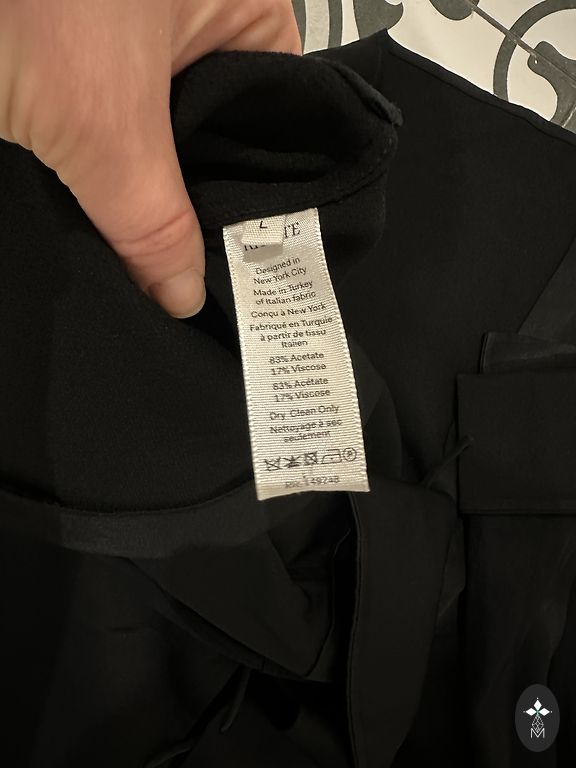 Designed in
New York City
Made in Turkey
of Italian fabric
Conçu à New York
Fabriqué en Turquie
à partir de tissu
Italien
83% Acetate
17% Viscose
83% Acétate
17% Viscose
Dry Clean Only
Nettoyage à sec
seulement
M